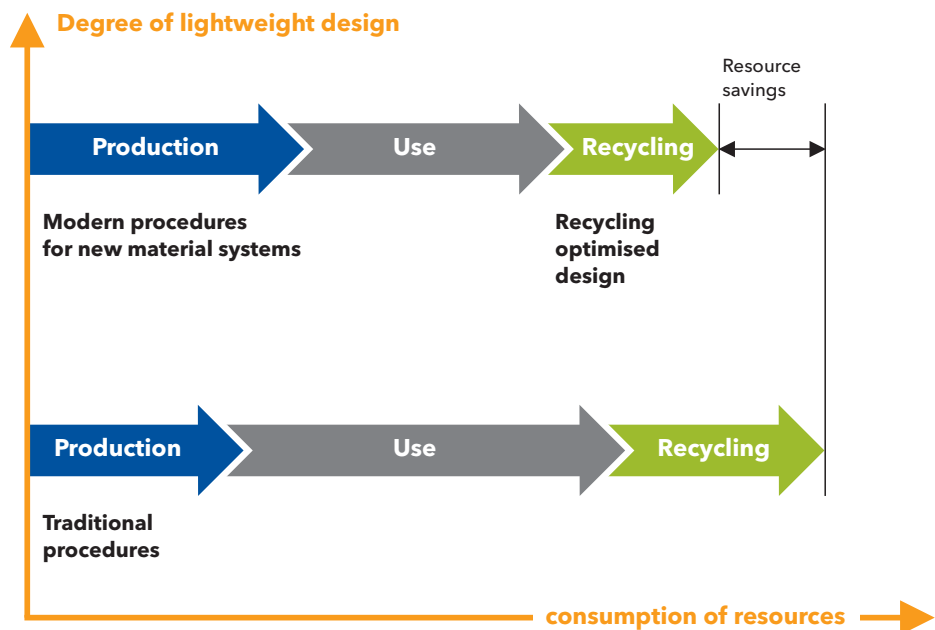 Degree of lightweight design
Resource
savings
Production
Use
Recycling
Modern procedures
for new material systems
Recycling
optimised
design
Production
Use
Recycling
Traditional
procedures
consumption of resources